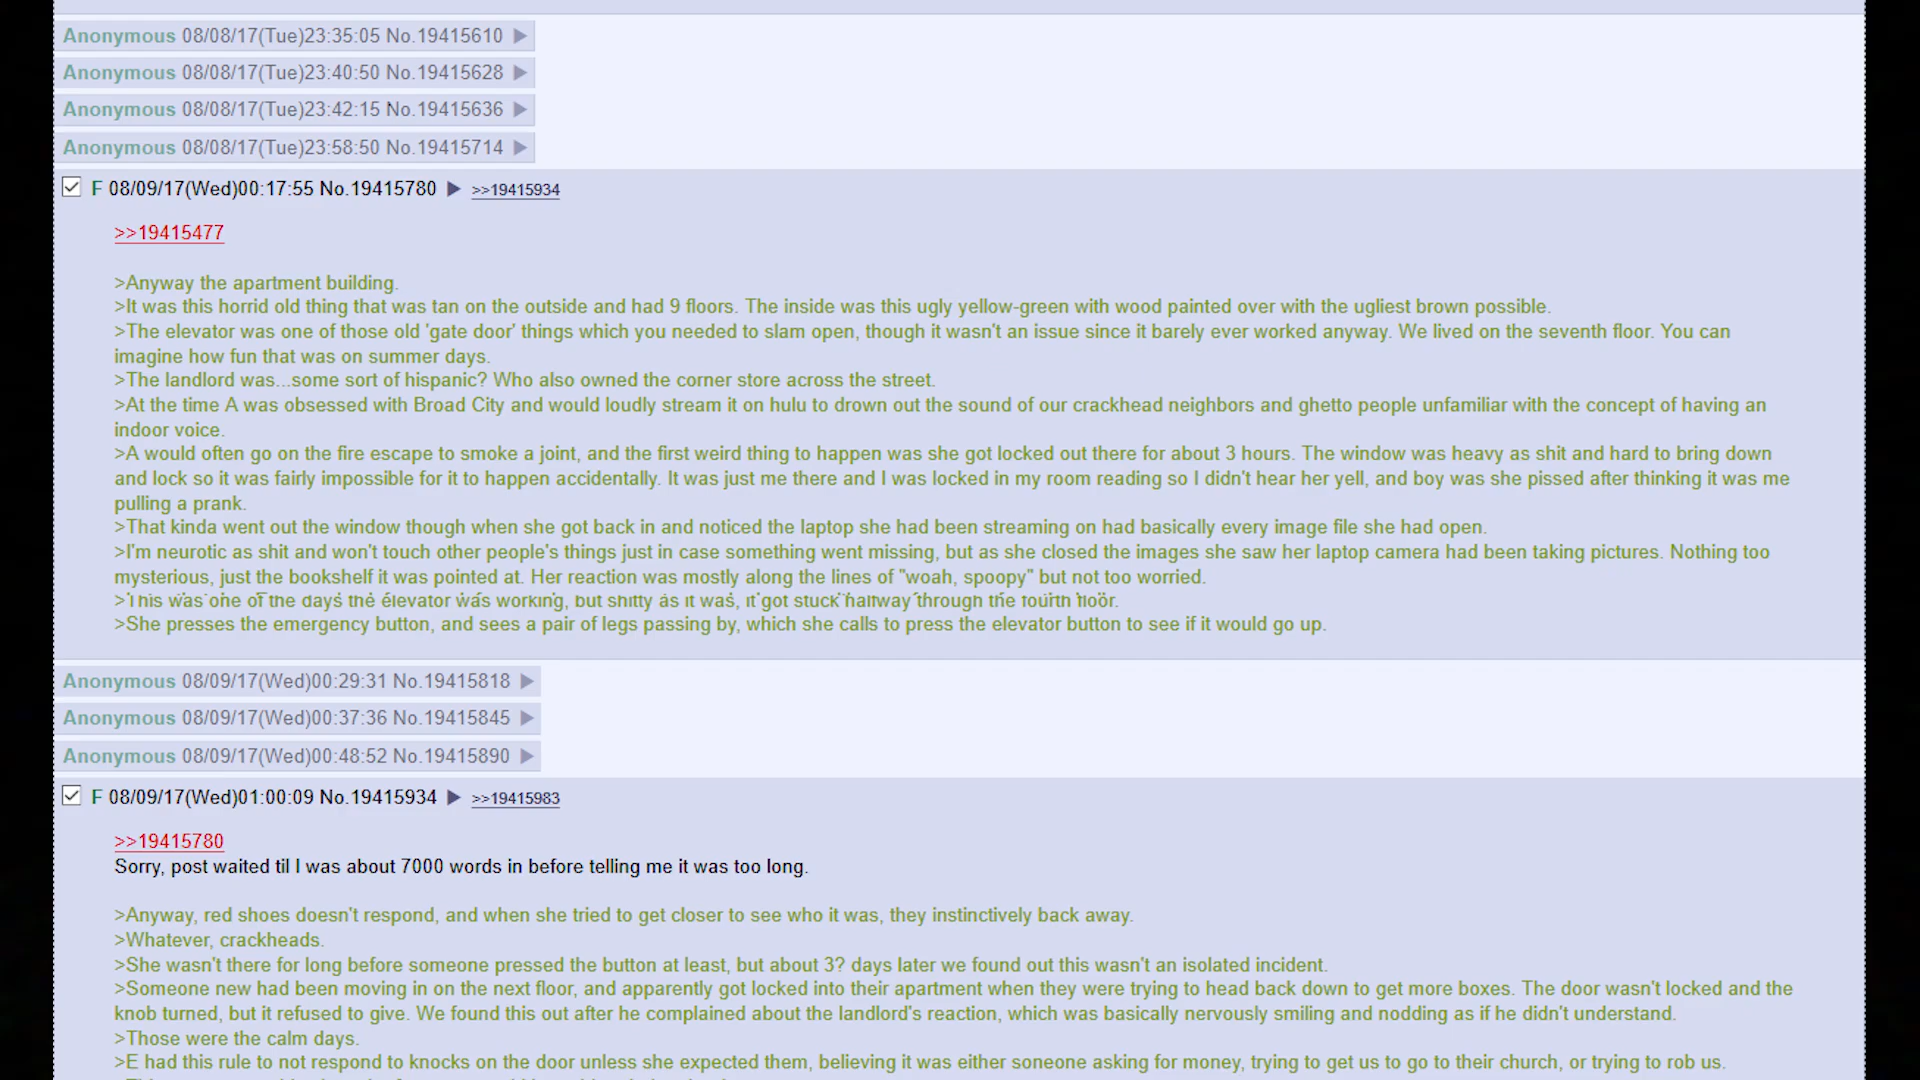 Anonymous 08/08/17(Tue)23:35:05 No.19415610 ▶
Anonymous 08/08/17(Tue)23:40:50 No.19415628 ▶
Anonymous 08/08/17(Tue)23:42:15 No.19415636 ▶
Anonymous 08/08/17(Tue)23:58:50 No.19415714 ▶
F 08/09/17(Wed)00:17:55 No.19415780 ▶ >>19415934
>>19415477
>Anyway the apartment building.
>It was this horrid old thing that was tan on the outside and had 9 floors. The inside was this ugly yellow-green with wood painted over with the ugliest brown possible.
>The elevator was one of those old 'gate door' things which you needed to slam open, though it wasn't an issue since it barely ever worked anyway. We lived on the seventh floor. You can
imagine how fun that was on summer days.
>The landlord was...some sort of hispanic? Who also owned the corner store across the street.
>At the time A was obsessed with Broad City and would loudly stream it on hulu to drown out the sound of our crackhead neighbors and ghetto people unfamiliar with the concept of having an
indoor voice.
>A would often go on the fire escape to smoke a joint, and the first weird thing to happen was she got locked out there for about 3 hours. The window was heavy as shit and hard to bring down
and lock so it was fairly impossible for it to happen accidentally. It was just me there and I was locked in my room reading so I didn't hear her yell, and boy was she pissed after thinking it was me
pulling a prank.
>That kinda went out the window though when she got back in and noticed the laptop she had been streaming on had basically every image file she had open.
>I'm neurotic as shit and won't touch other people's things just in case something went missing, but as she closed the images she saw her laptop camera had been taking pictures. Nothing too
mysterious, just the bookshelf it was pointed at. Her reaction was mostly along the lines of "woah, spoopy" but not too worried.
>This was one of the days the elevator was working, but shitty as it was, it got stuck halfway through the fourth floor.
>She presses the emergency button, and sees a pair of legs passing by, which she calls to press the elevator button to see if it would go up.
Anonymous 08/09/17(Wed)00:29:31 No.19415818 ▶
Anonymous 08/09/17(Wed)00:37:36 No.19415845 ▶
Anonymous 08/09/17(Wed)00:48:52 No.19415890 ▶
F 08/09/17(Wed)01:00:09 No.19415934 ▶ >>19415983
>>19415780
Sorry, post waited til I was about 7000 words in before telling me it was too long.
>Anyway, red shoes doesn't respond, and when she tried to get closer to see who it was, they instinctively back away.
>Whatever, crackheads.
>She wasn't there for long before someone pressed the button at least, but about 3? days later we found out this wasn't an isolated incident.
>Someone new had been moving in on the next floor, and apparently got locked into their apartment when they were trying to head back down to get more boxes. The door wasn't locked and the
knob turned, but it refused to give. We found this out after he complained about the landlord's reaction, which was basically nervously smiling and nodding as if he didn't understand.
>Those were the calm days.
>E had this rule to not respond to knocks on the door unless she expected them, believing it was either someone asking for money, trying to get us to go to their church, or trying to rob us.